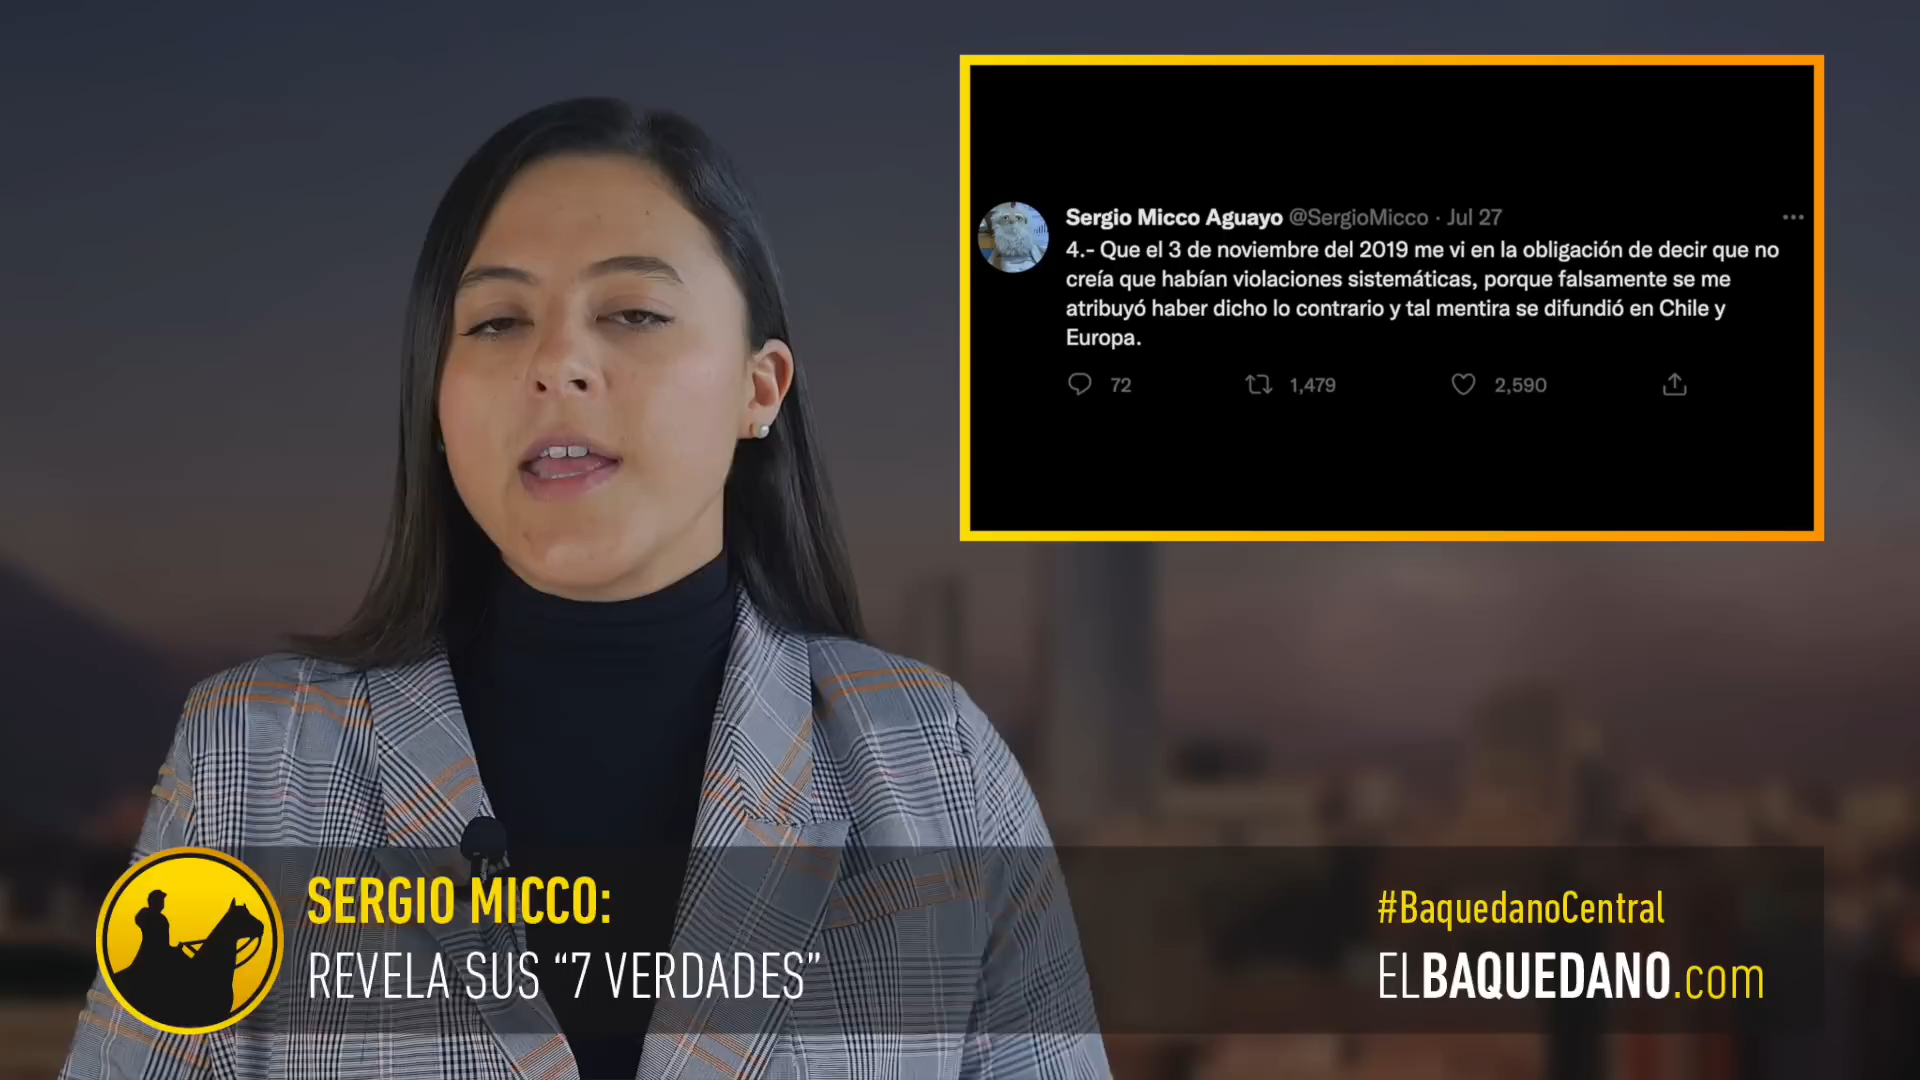 Sergio Micco Aguayo @SergioMicco · Jul 27
4.- Que el 3 de noviembre del 2019 me vi en la obligación de decir que no
creía que habían violaciones sistemáticas, porque falsamente se me
atribuyó haber dicho lo contrario y tal mentira se difundió en Chile y
Europa.
72 1,479 2,590
SERGIO MICCO:
REVELA SUS “7 VERDADES”
#BaquedanoCentral
ELBAQUEDANO.com